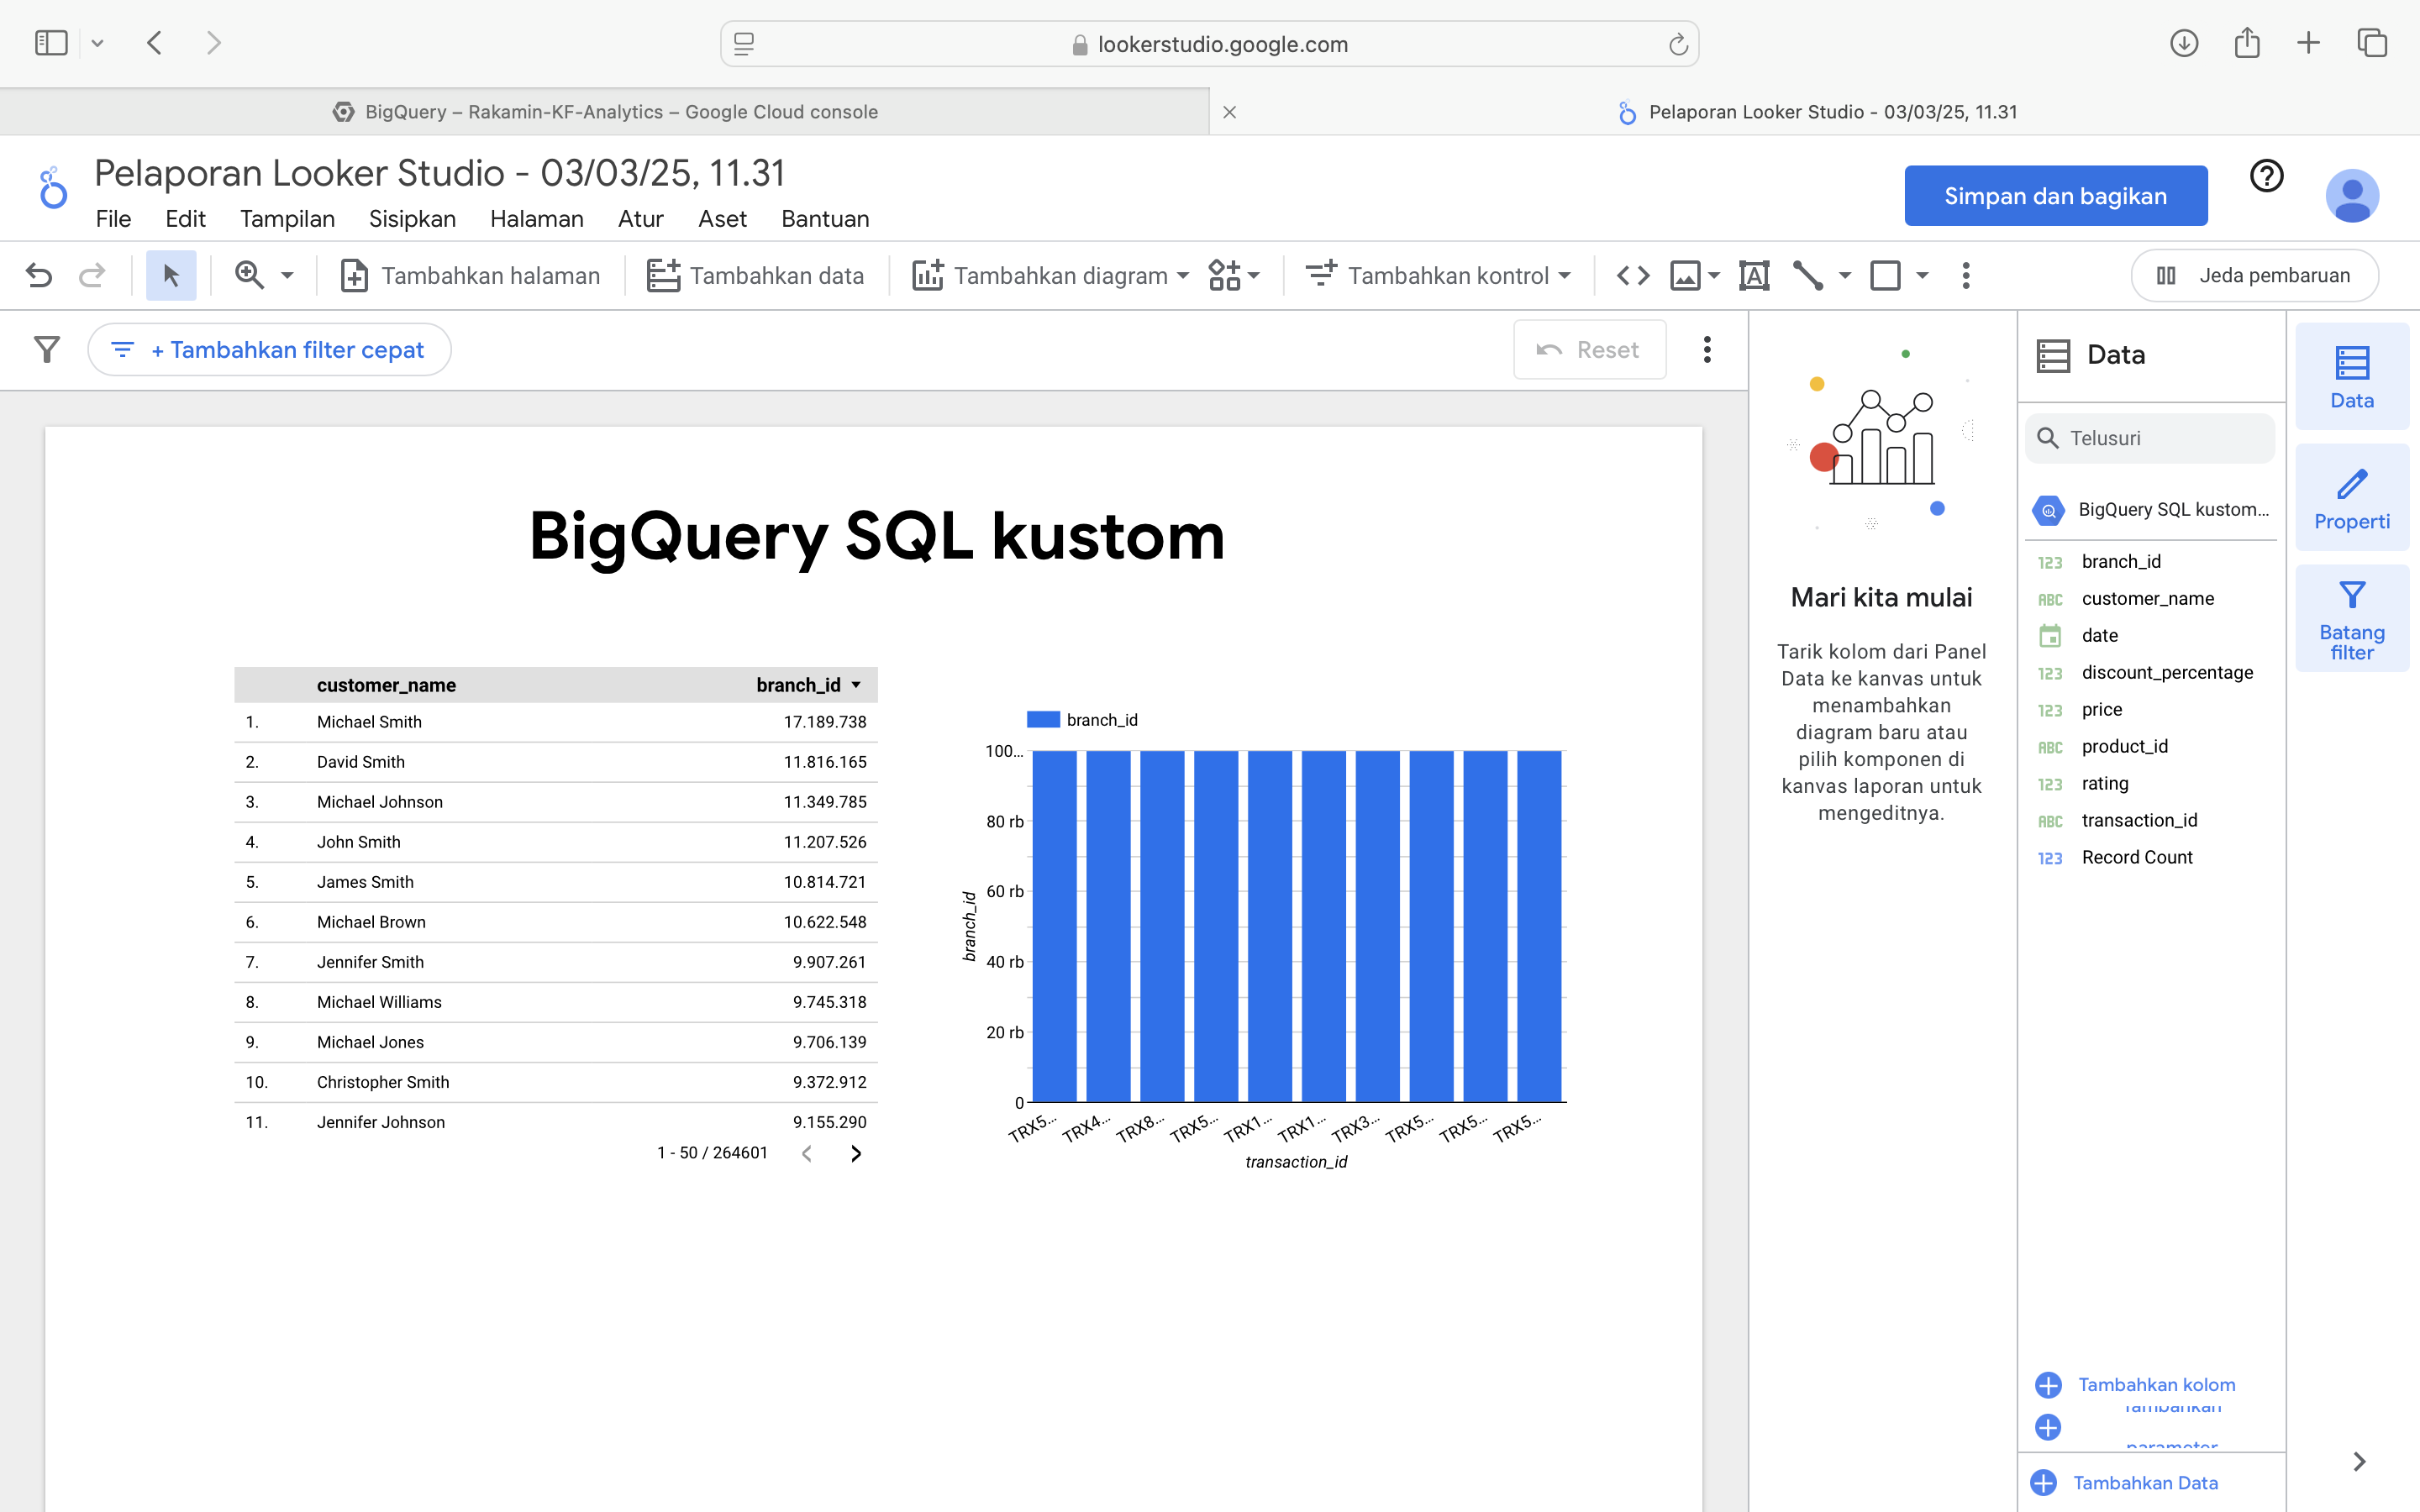 lookerstudio.google.com
BigQuery – Rakamin-KF-Analytics – Google Cloud console
Pelaporan Looker Studio - 03/03/25, 11.31
Pelaporan Looker Studio - 03/03/25, 11.31
File Edit Tampilan Sisipkan Halaman Atur Aset Bantuan
Simpan dan bagikan
Tambahkan halaman
Tambahkan data
Tambahkan diagram
Tambahkan kontrol
Jeda pembaruan
+ Tambahkan filter cepat
Reset
BigQuery SQL kustom
customer_name branch_id
1. Michael Smith 17.189.738
2. David Smith 11.816.165
3. Michael Johnson 11.349.785
4. John Smith 11.207.526
5. James Smith 10.814.721
6. Michael Brown 10.622.548
7. Jennifer Smith 9.907.261
8. Michael Williams 9.745.318
9. Michael Jones 9.706.139
10. Christopher Smith 9.372.912
11. Jennifer Johnson 9.155.290
1 - 50 / 264601
branch_id
100...
80 rb
60 rb
40 rb
20 rb
0
branch_id
TRX5... TRX4... TRX8... TRX5... TRX1... TRX1... TRX3... TRX5... TRX5... TRX5...
transaction_id
Mari kita mulai
Tarik kolom dari Panel
Data ke kanvas untuk
menambahkan
diagram baru atau
pilih komponen di
kanvas laporan untuk
mengeditnya.
Data
Telusuri
BigQuery SQL kustom...
123 branch_id
ABC customer_name
date
123 discount_percentage
123 price
ABC product_id
123 rating
ABC transaction_id
123 Record Count
Tambahkan kolom
Tambahkan
parameter
Tambahkan Data
Data
Properti
Batang
filter